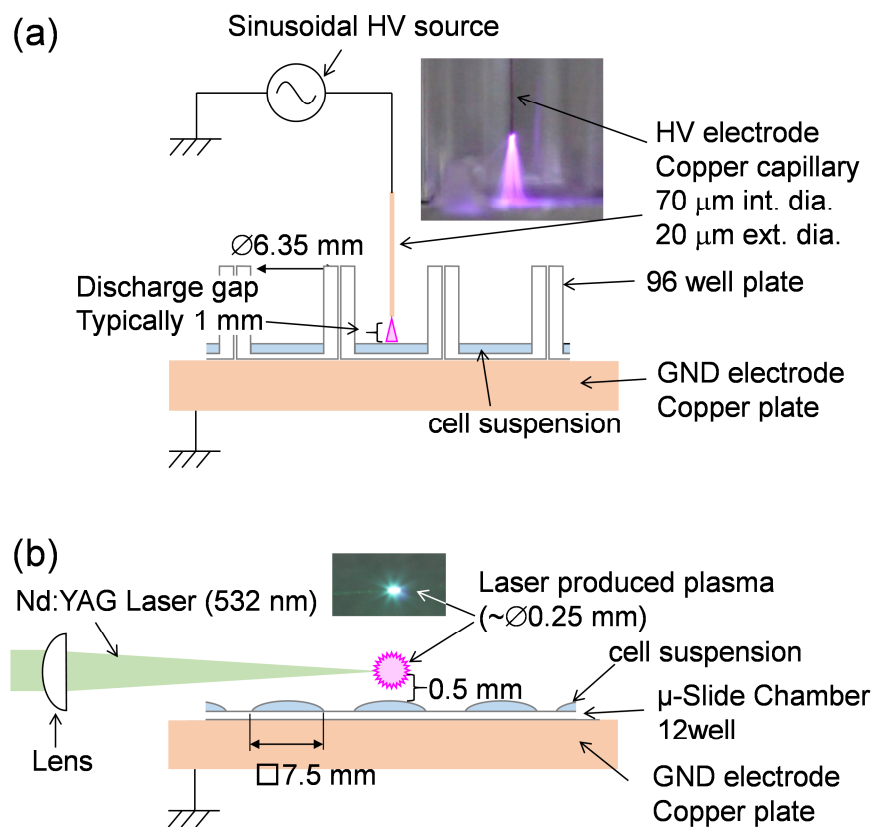 (a)
Sinusoidal HV source
HV electrode
Copper capillary
70 μm int. dia.
20 μm ext. dia.
∅6.35 mm
96 well plate
Discharge gap
Typically 1 mm
GND electrode
Copper plate
cell suspension
(b)
Nd:YAG Laser (532 nm)
Laser produced plasma
(~∅0.25 mm)
cell suspension
0.5 mm
μ-Slide Chamber
12well
Lens
□7.5 mm
GND electrode
Copper plate